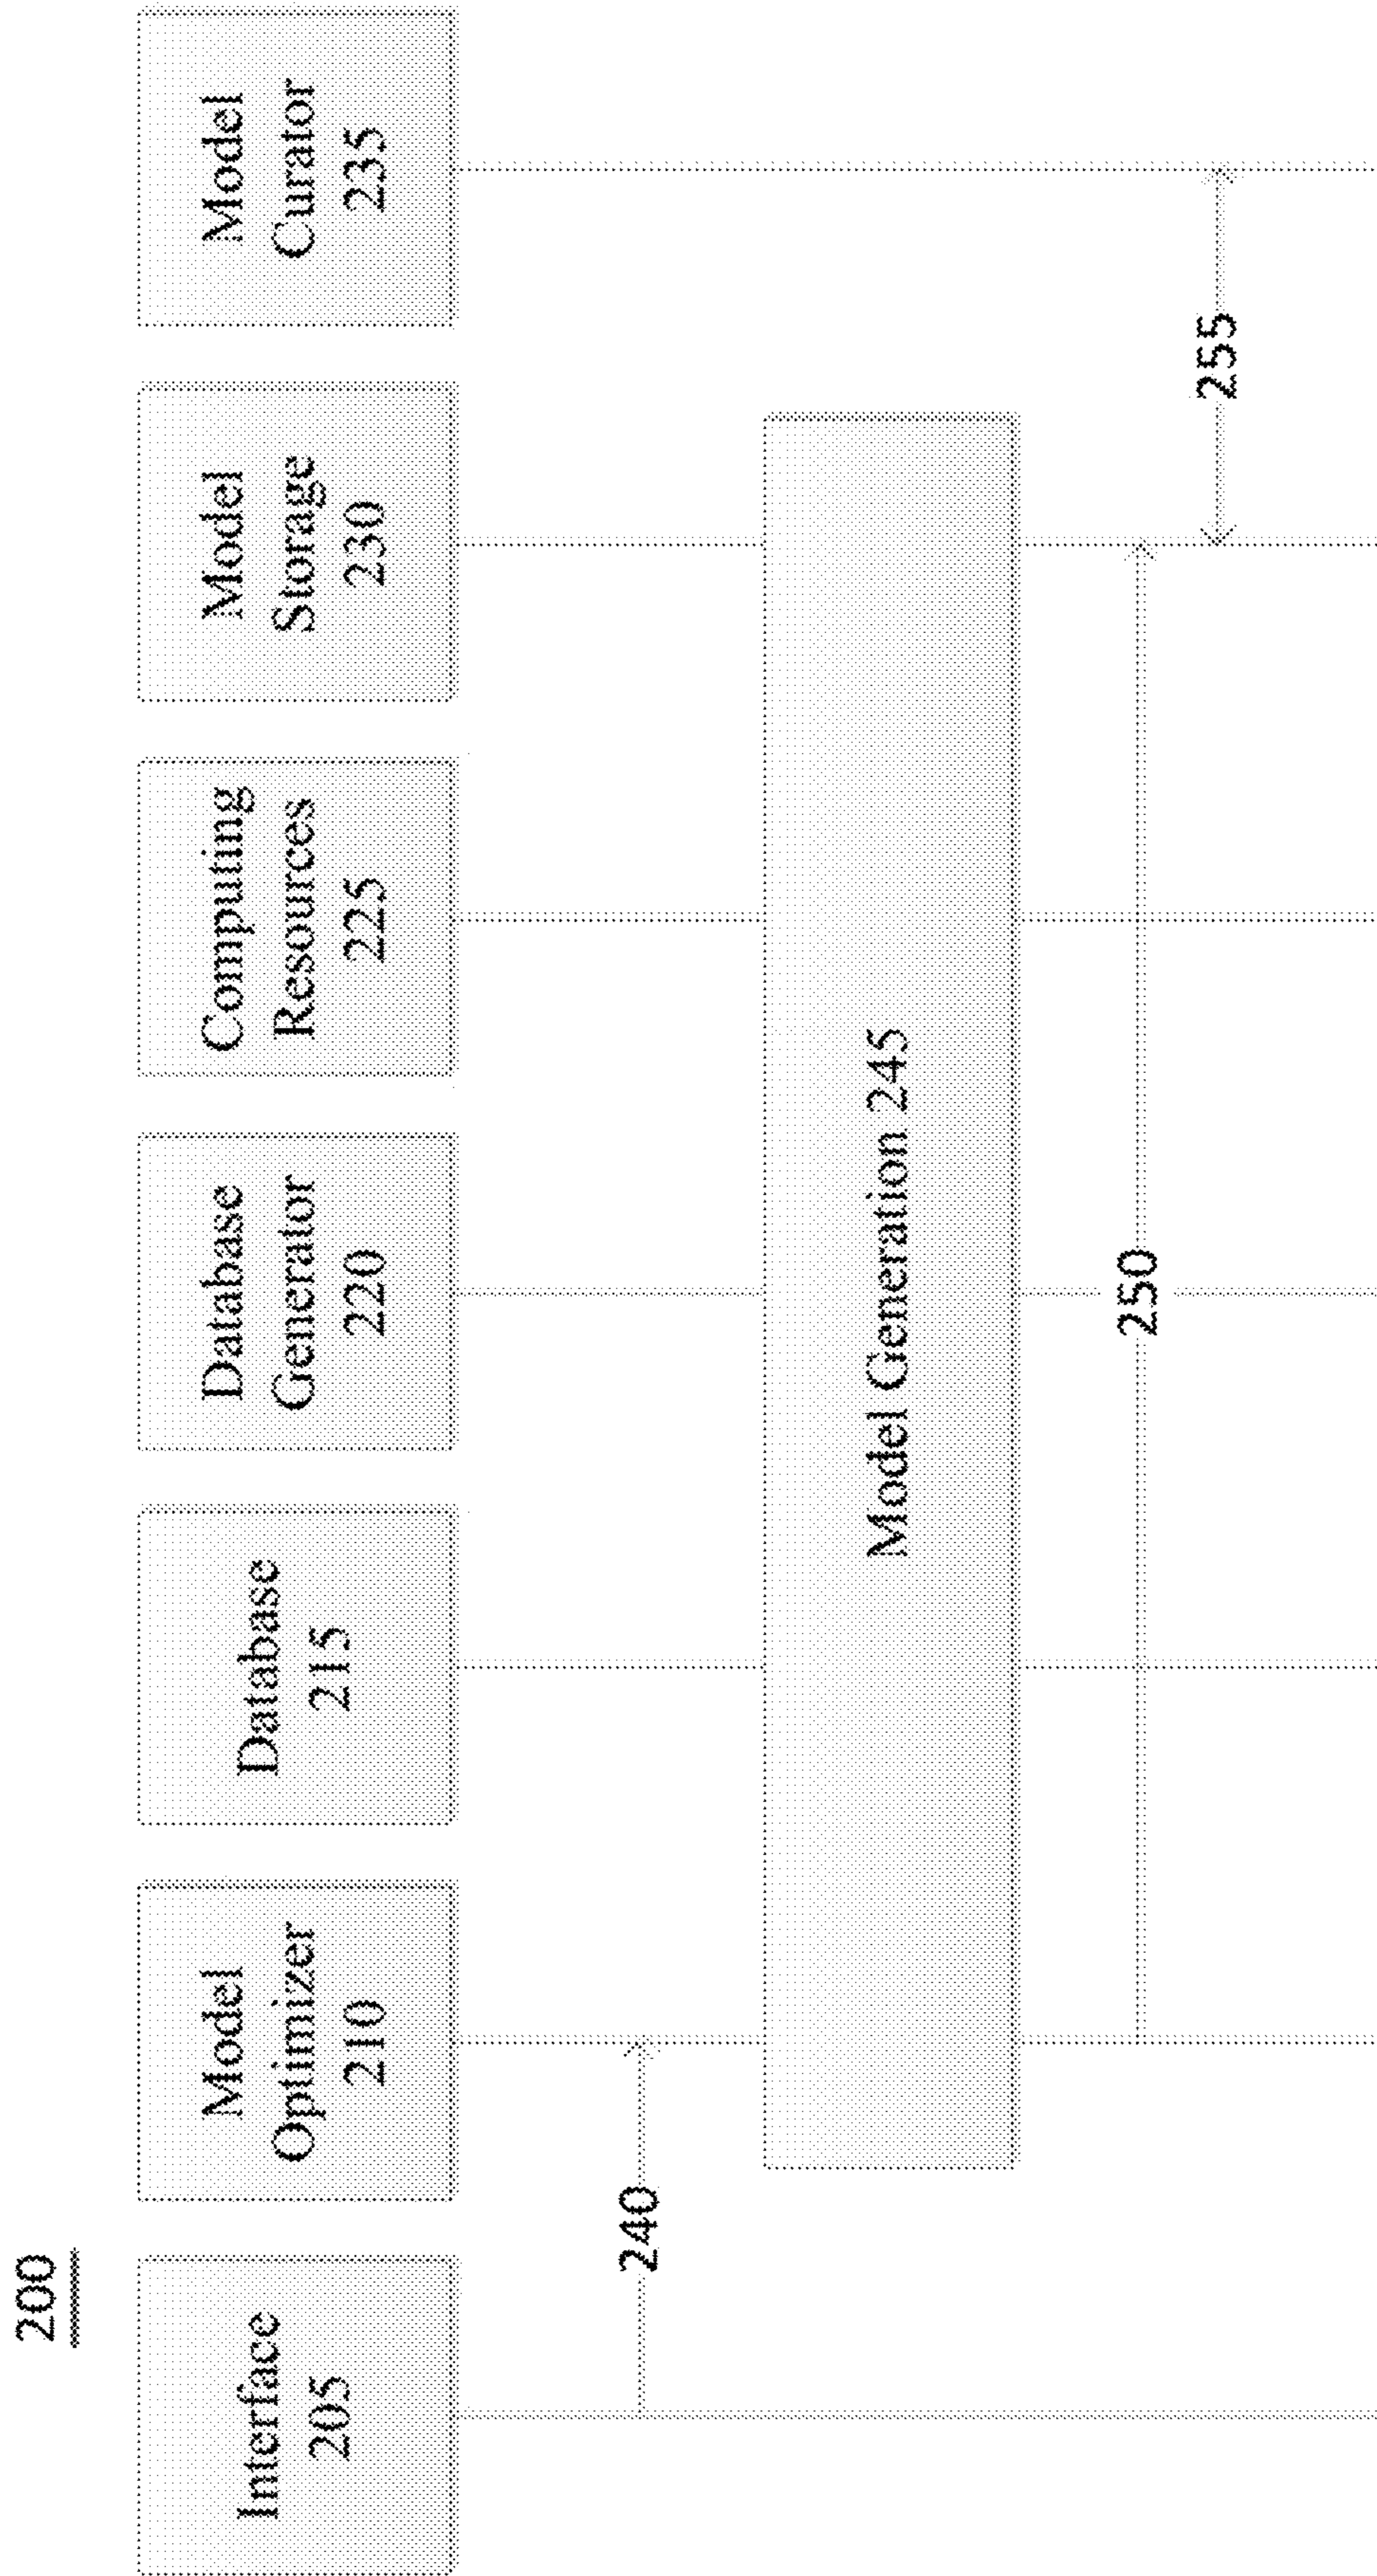 200
Interface
205
Model
Optimizer
210
Database
215
Database
Generator
220
Computing
Resources
225
Model
Storage
230
Model
Curator
235
240
Model Generation 245
250
255